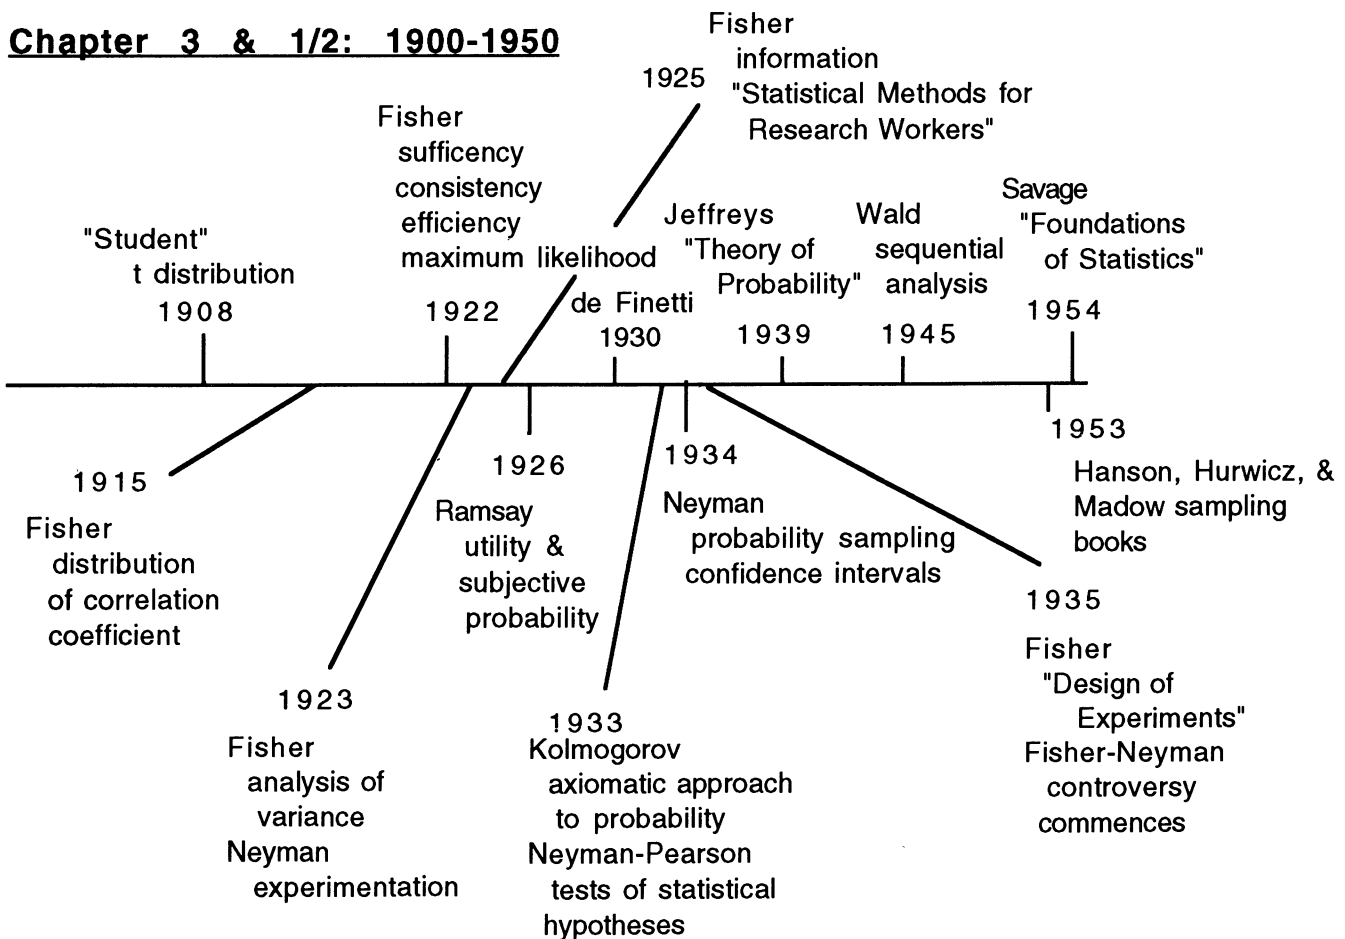 Chapter 3 & 1/2: 1900-1950
Fisher
information
1925
"Statistical Methods for
Research Workers"
Fisher
sufficency
consistency
efficiency
maximum likelihood
1922
"Student"
t distribution
1908
de Finetti
1930
Jeffreys
"Theory of
Probability"
1939
Wald
sequential
analysis
1945
Savage
"Foundations
of Statistics"
1954
1915
Fisher
distribution
of correlation
coefficient
1923
Fisher
analysis of
variance
Neyman
experimentation
1926
Ramsay
utility &
subjective
probability
1933
Kolmogorov
axiomatic approach
to probability
Neyman-Pearson
tests of statistical
hypotheses
1934
Neyman
probability sampling
confidence intervals
1953
Hanson, Hurwicz, &
Madow sampling
books
1935
Fisher
"Design of
Experiments"
Fisher-Neyman
controversy
commences